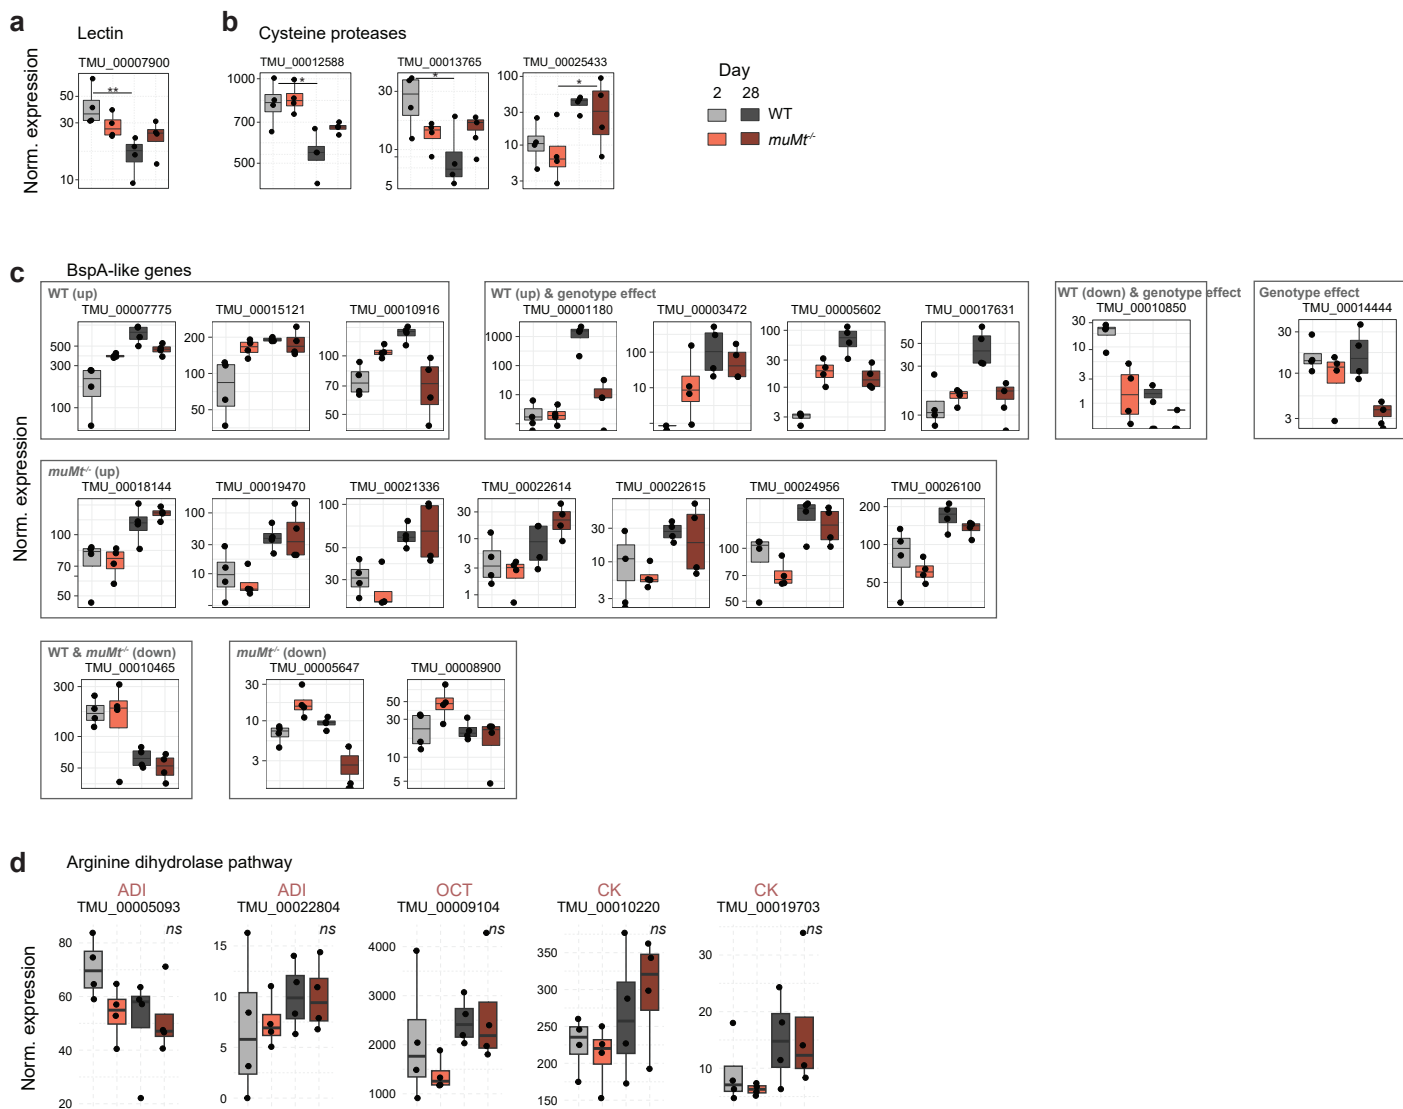 a
Lectin
TMU_00007900
50
30
10
Norm. expression
b
Cysteine proteases
TMU_00012588
1000
700
500
*
TMU_00013765
30
10
5
*
TMU_00025433
100
30
10
3
*
**
Day
2 28
WT
muMt-/-
c
BspA-like genes
Norm. expression
WT (up)
TMU_00007775
500
300
100
TMU_00015121
200
100
50
TMU_00010916
100
70
50
WT (up) & genotype effect
TMU_00001180
1000
100
10
1
TMU_00003472
100
10
TMU_00005602
100
30
10
TMU_00017631
50
10
WT (down) & genotype effect
TMU_00010850
30
10
3
1
Genotype effect
TMU_00014444
30
10
3
muMt-/- (up)
TMU_00018144
100
70
50
TMU_00019470
100
30
10
TMU_00021336
100
50
30
TMU_00022614
30
10
3
1
TMU_00022615
30
10
3
TMU_00024956
100
70
50
TMU_00026100
200
100
50
WT & muMt-/- (down)
TMU_00010465
300
100
50
muMt-/- (down)
TMU_00005647
30
10
3
TMU_00008900
50
30
10
5
d
Arginine dihydrolase pathway
Norm. expression
ADI
TMU_00005093
ns
80
60
40
20
ADI
TMU_00022804
ns
15
10
5
0
OCT
TMU_00009104
ns
4000
3000
2000
1000
CK
TMU_00010220
ns
350
300
250
200
150
CK
TMU_00019703
ns
30
20
10